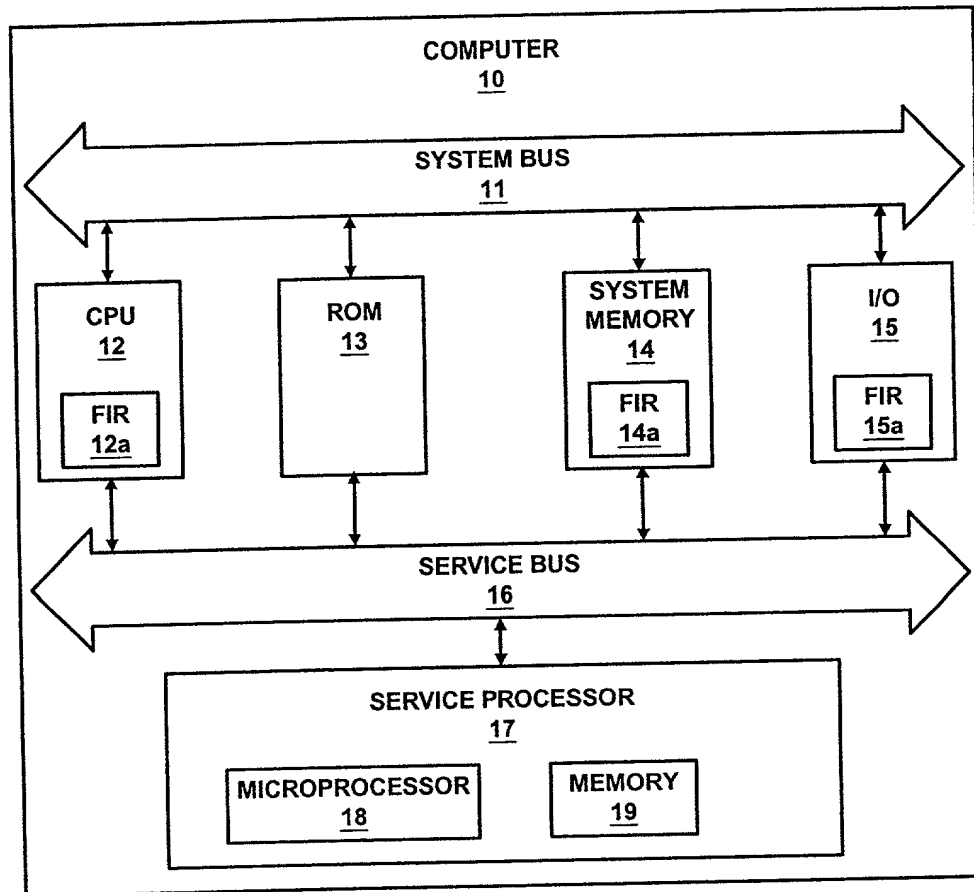 COMPUTER
10
SYSTEM BUS
11
CPU
12
FIR
12a
ROM
13
SYSTEM
MEMORY
14
FIR
14a
I/O
15
FIR
15a
SERVICE BUS
16
SERVICE PROCESSOR
17
MICROPROCESSOR
18
MEMORY
19